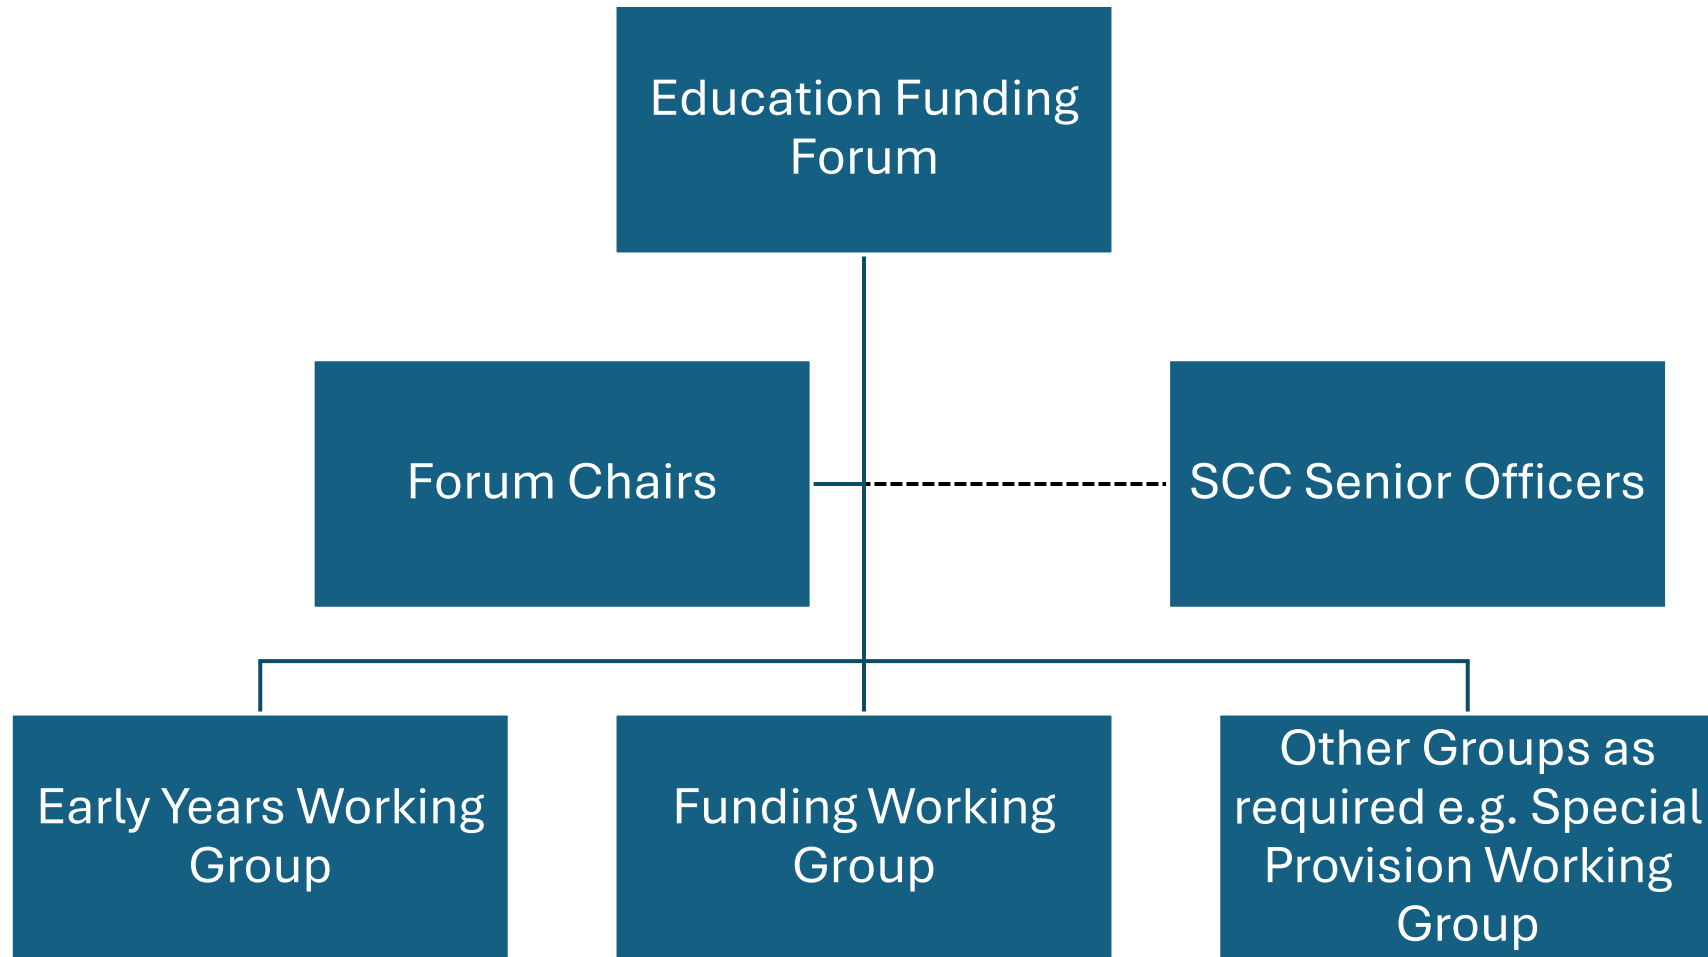 Education Funding
Forum
Forum Chairs
SCC Senior Officers
Early Years Working
Group
Funding Working
Group
Other Groups as
required e.g. Special
Provision Working
Group